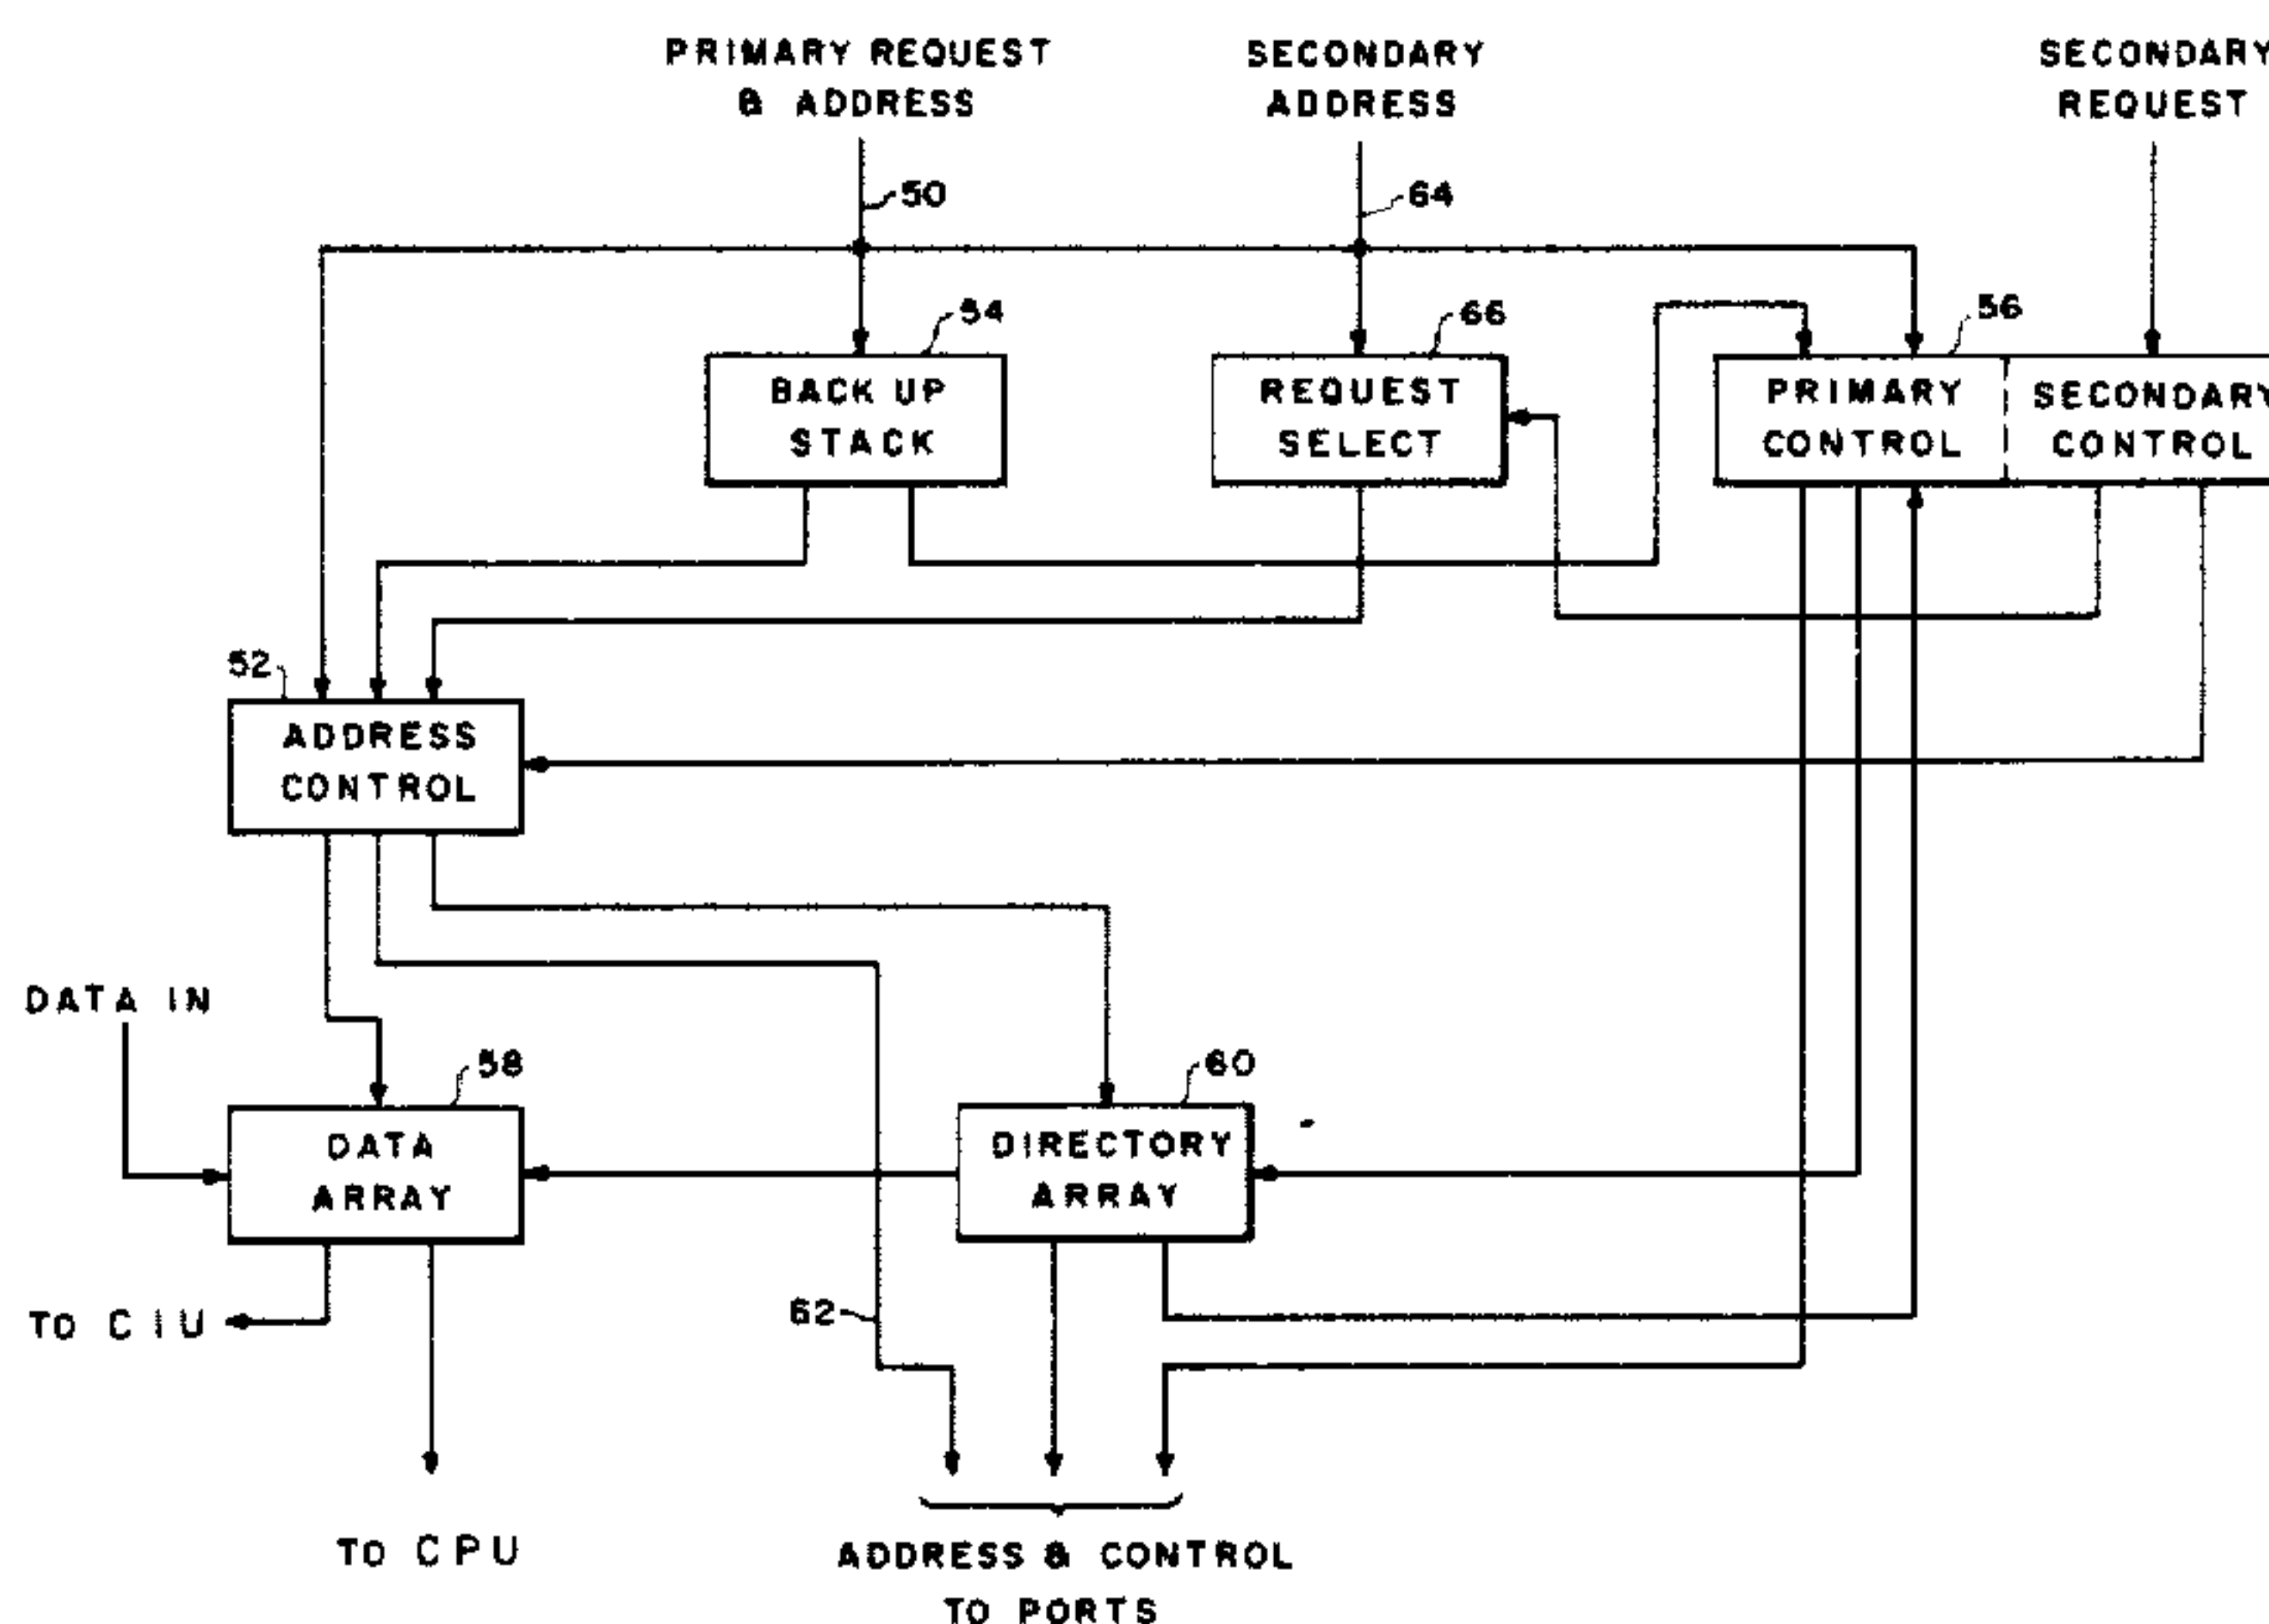 PRIMARY REQUEST
& ADDRESS
SECONDARY
ADDRESS
SECONDARY
REQUEST
50
64
54
66
56
BACK UP
STACK
REQUEST
SELECT
PRIMARY
CONTROL
SECONDARY
CONTROL
52
ADDRESS
CONTROL
DATA IN
58
60
DATA
ARRAY
DIRECTORY
ARRAY
62
TO CIU
TO CPU
ADDRESS & CONTROL
TO PORTS